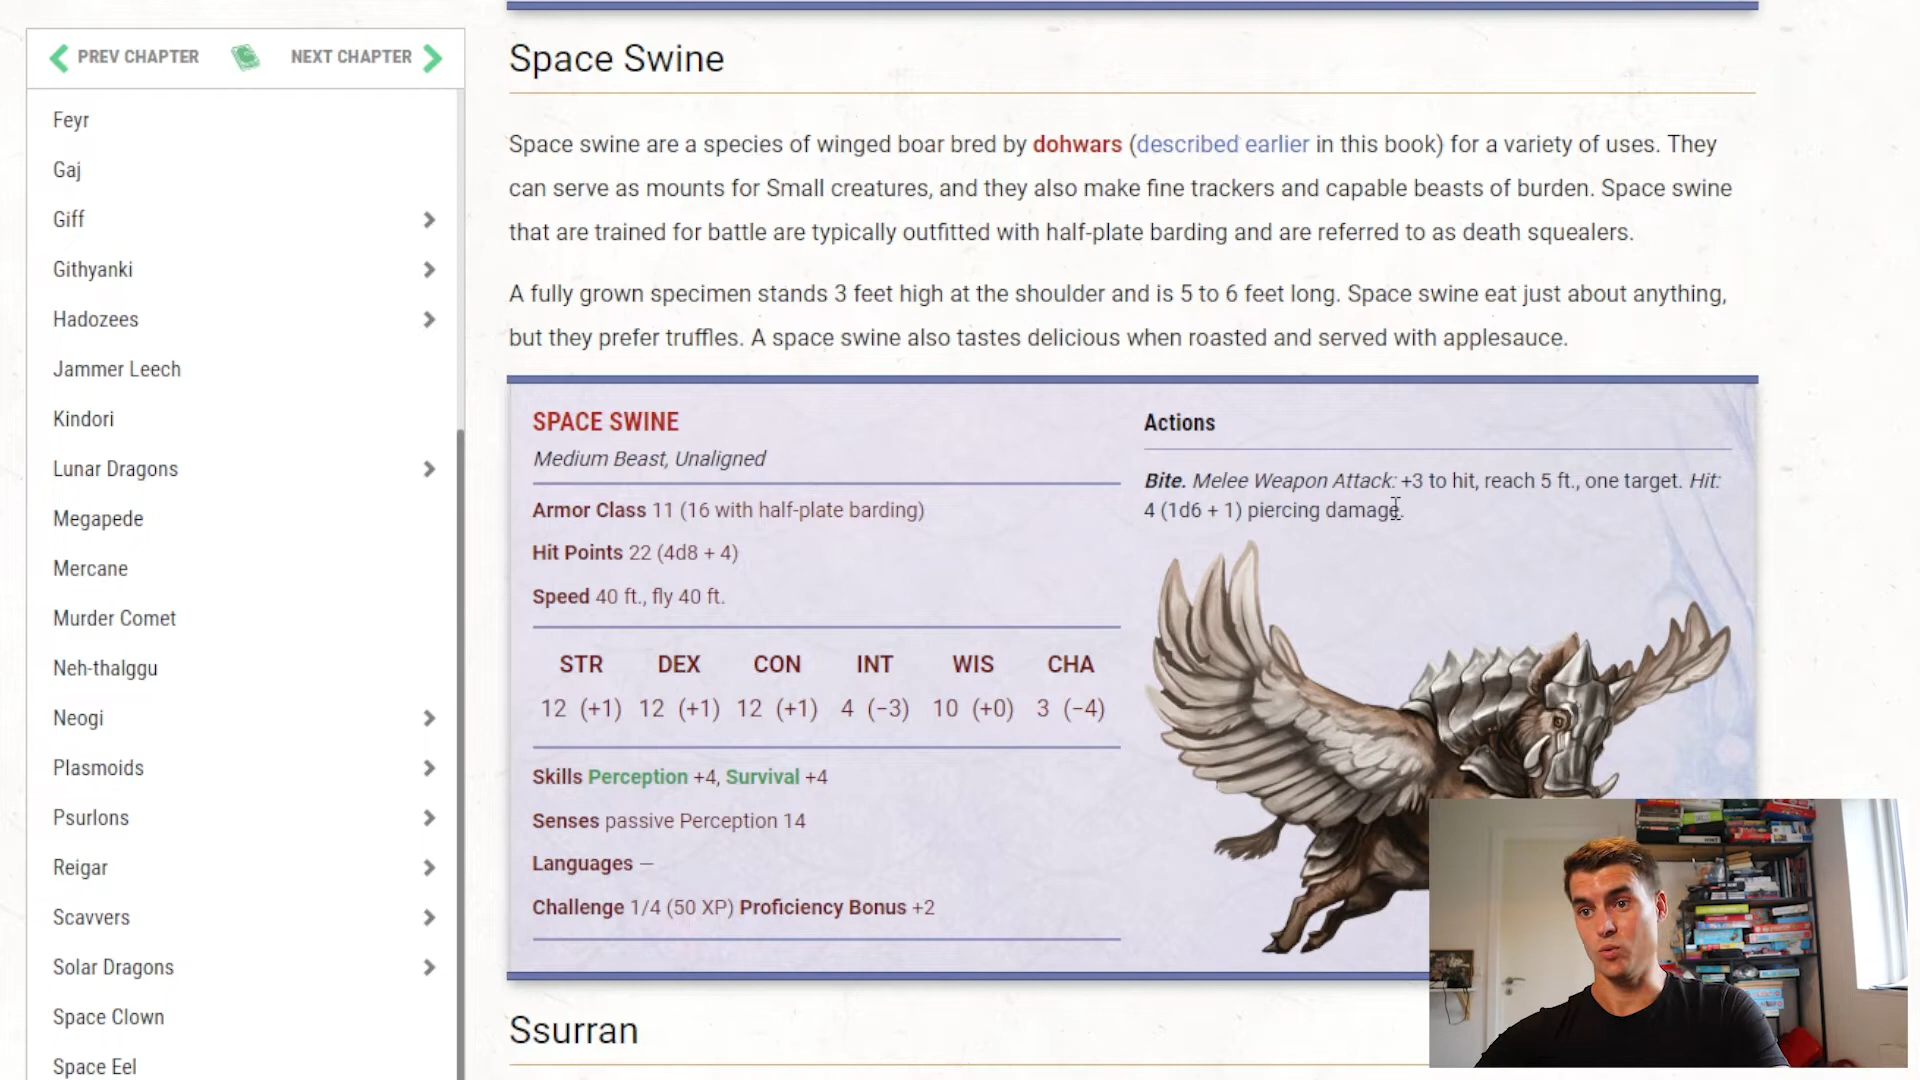 PREV CHAPTER
NEXT CHAPTER
Feyr
Gaj
Giff
Githyanki
Hadozees
Jammer Leech
Kindori
Lunar Dragons
Megapede
Mercane
Murder Comet
Neh-thalggu
Neogi
Plasmoids
Psurlons
Reigar
Scavvers
Solar Dragons
Space Clown
Space Eel
Space Swine
Space swine are a species of winged boar bred by dohwars (described earlier in this book) for a variety of uses. They
can serve as mounts for Small creatures, and they also make fine trackers and capable beasts of burden. Space swine
that are trained for battle are typically outfitted with half-plate barding and are referred to as death squealers.
A fully grown specimen stands 3 feet high at the shoulder and is 5 to 6 feet long. Space swine eat just about anything,
but they prefer truffles. A space swine also tastes delicious when roasted and served with applesauce.
SPACE SWINE
Medium Beast, Unaligned
Armor Class 11 (16 with half-plate barding)
Hit Points 22 (4d8 + 4)
Speed 40 ft., fly 40 ft.
STR DEX CON INT WIS CHA
12 (+1) 12 (+1) 12 (+1) 4 (−3) 10 (+0) 3 (−4)
Skills Perception +4, Survival +4
Senses passive Perception 14
Languages —
Challenge 1/4 (50 XP) Proficiency Bonus +2
Actions
Bite. Melee Weapon Attack: +3 to hit, reach 5 ft., one target. Hit:
4 (1d6 + 1) piercing damage.
Ssurran